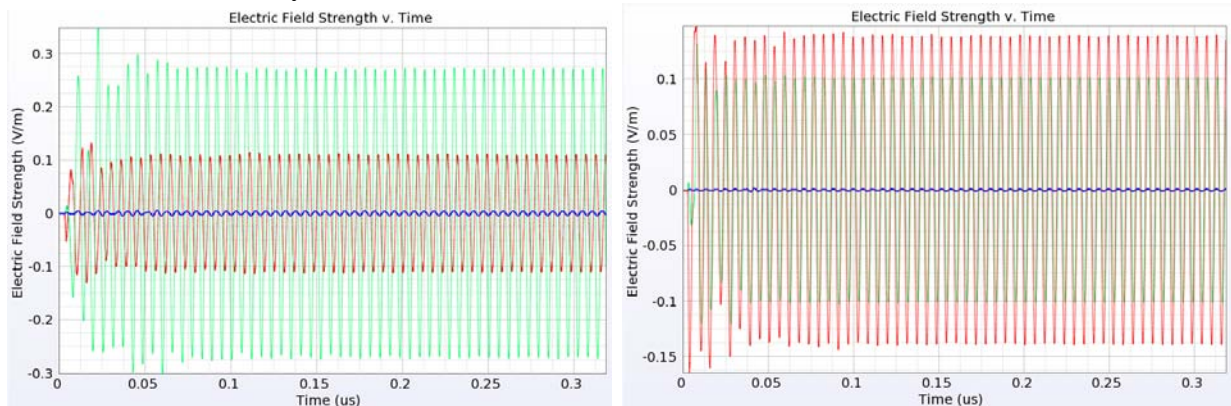 Electric Field Strength v. Time
0.3
0.2
0.1
0
-0.1
-0.2
-0.3
Electric Field Strength (V/m)
0 0.05 0.1 0.15 0.2 0.25 0.3
Time (us)
Electric Field Strength v. Time
0.1
0.05
0
-0.05
-0.1
-0.15
Electric Field Strength (V/m)
0 0.05 0.1 0.15 0.2 0.25 0.3
Time (us)